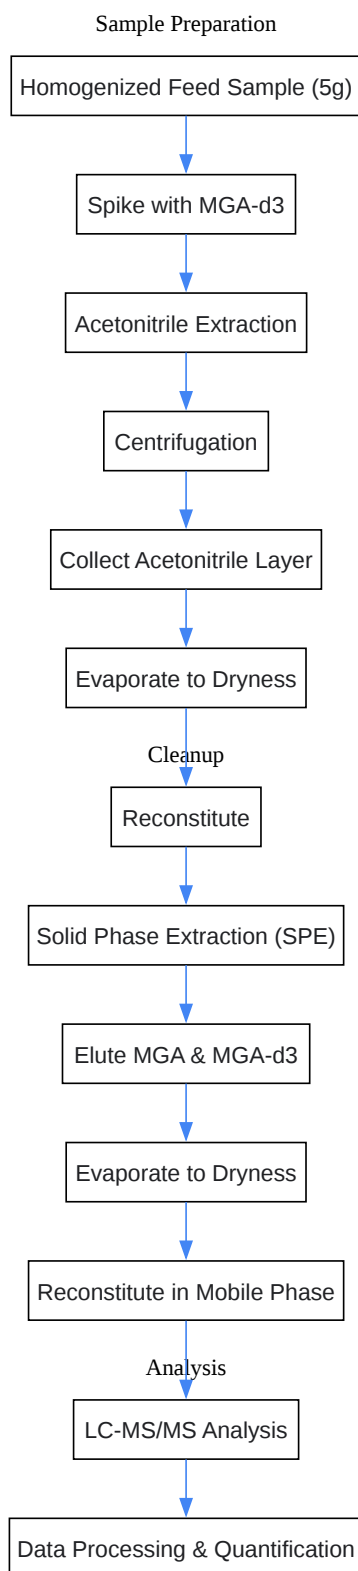 Sample Preparation
Homogenized Feed Sample (5g)
Spike with MGA-d3
Acetonitrile Extraction
Centrifugation
Collect Acetonitrile Layer
Evaporate to Dryness
Cleanup
Reconstitute
Solid Phase Extraction (SPE)
Elute MGA & MGA-d3
Evaporate to Dryness
Reconstitute in Mobile Phase
Analysis
LC-MS/MS Analysis
Data Processing & Quantification